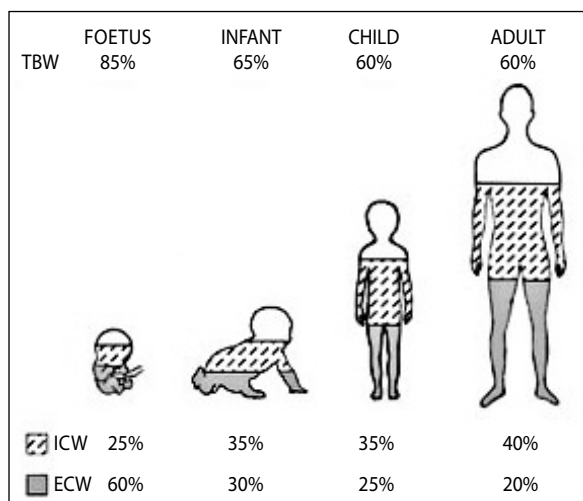 FOETUS INFANT CHILD ADULT
TBW 85% 65% 60% 60%
ICW 25% 35% 35% 40%
ECW 60% 30% 25% 20%